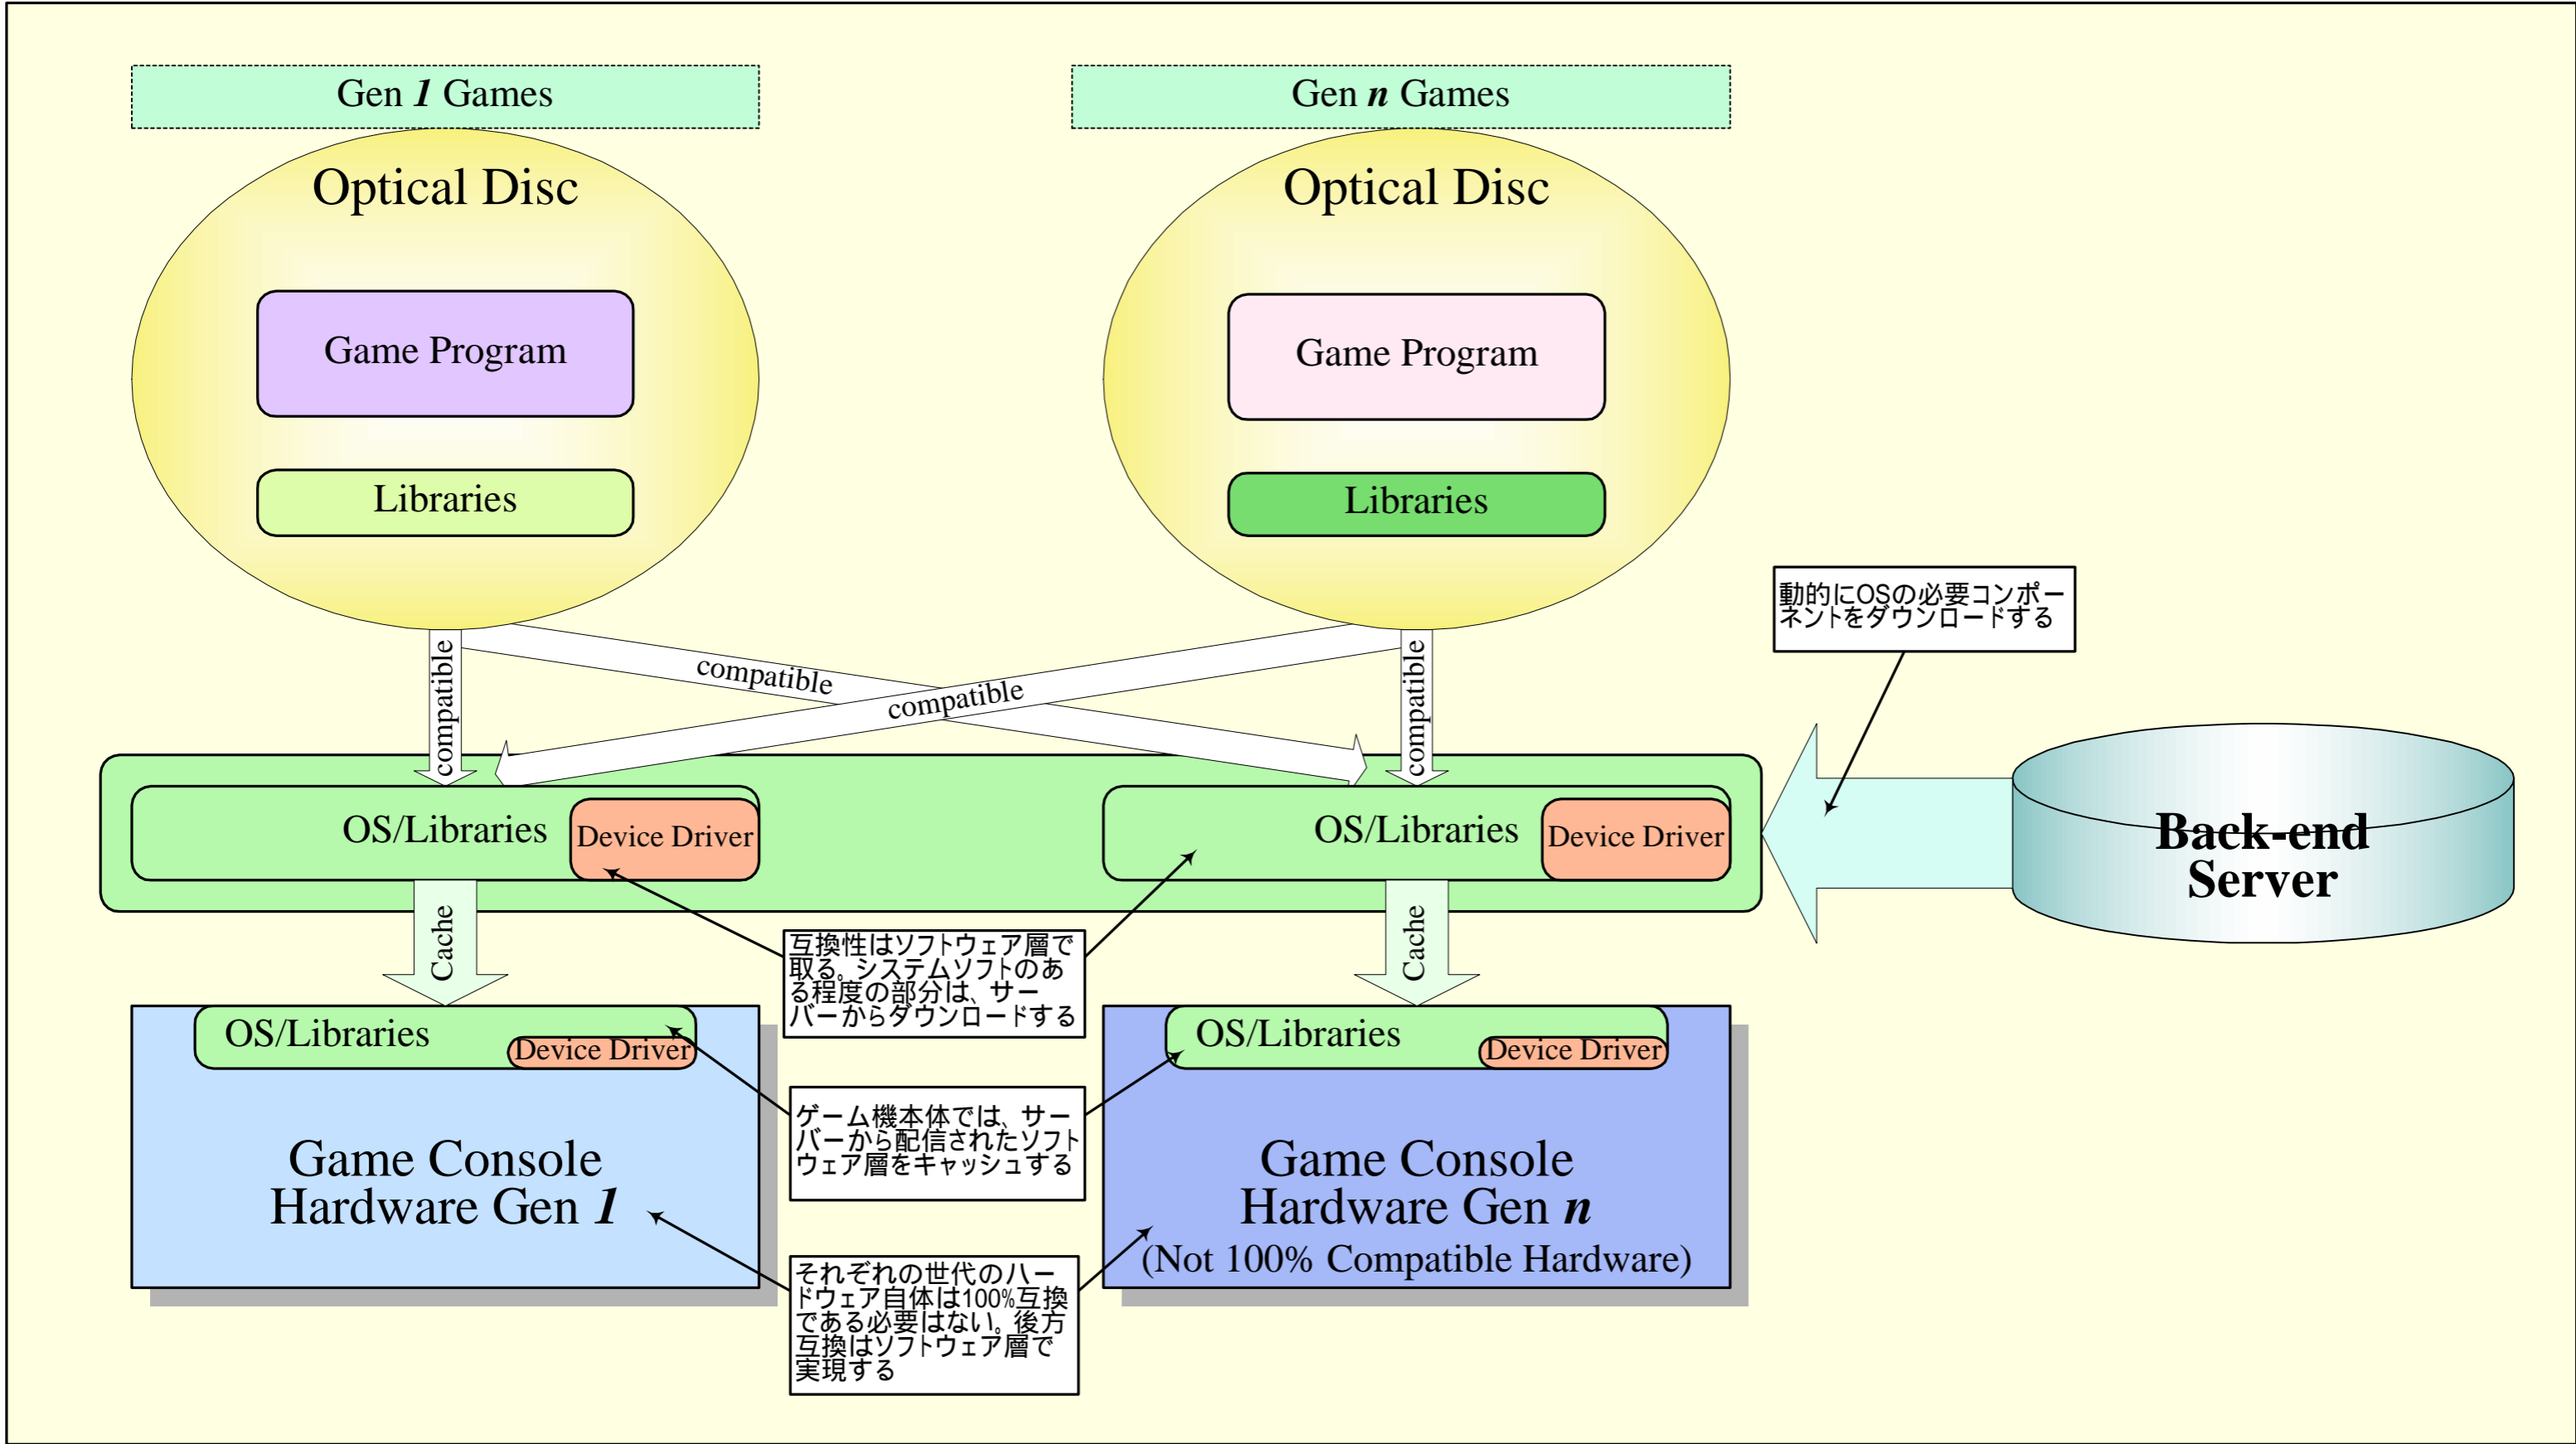 Gen 1 Games
Gen n Games
Optical Disc
Optical Disc
Game Program
Game Program
Libraries
Libraries
動的にOSの必要コンポー
ネントをダウンロードする
compatible
compatible
compatible
compatible
OS/Libraries
Device Driver
OS/Libraries
Device Driver
Back-end
Server
Cache
Cache
互換性はソフトウェア層で
取る。システムソフトのあ
る程度の部分は、サー
バーからダウンロードする
OS/Libraries
Device Driver
OS/Libraries
Device Driver
ゲーム機本体では、サー
バーから配信されたソフト
ウェア層をキャッシュする
Game Console
Hardware Gen 1
Game Console
Hardware Gen n
(Not 100% Compatible Hardware)
それぞれの世代のハー
ドウェア自体は100%互換
である必要はない。後方
互換はソフトウェア層で
実現する